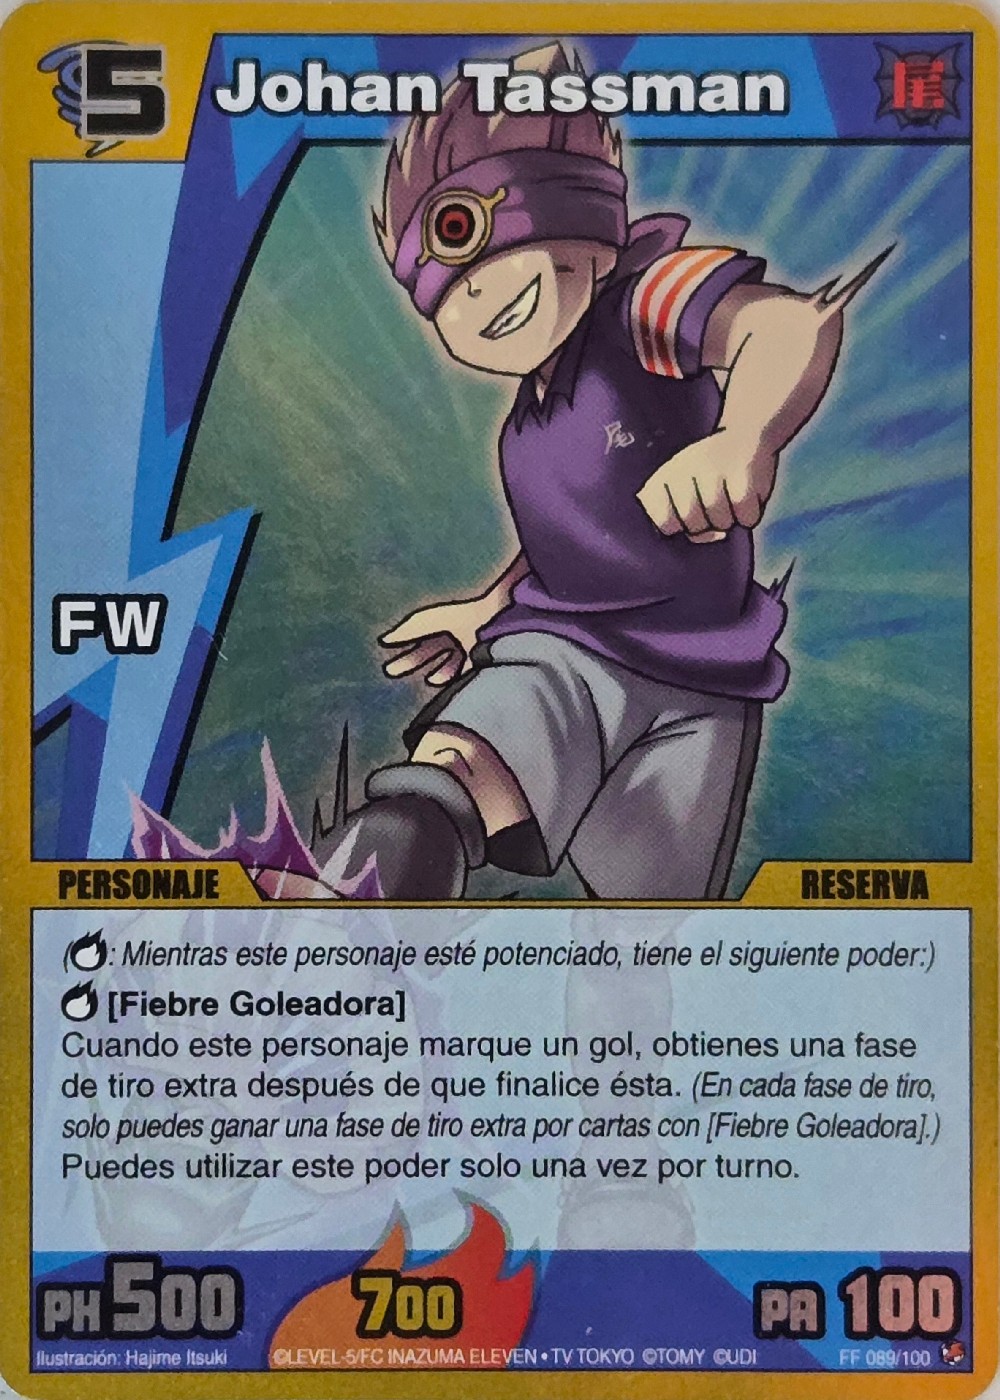 5
Johan Tassman
尾
尾
FW
PERSONAJE
RESERVA
(: Mientras este personaje esté potenciado, tiene el siguiente poder:)
[Fiebre Goleadora]
Cuando este personaje marque un gol, obtienes una fase
de tiro extra después de que finalice ésta. (En cada fase de tiro,
solo puedes ganar una fase de tiro extra por cartas con [Fiebre Goleadora].)
Puedes utilizar este poder solo una vez por turno.
PH 500
700
PA 100
Ilustración: Hajime Itsuki
©LEVEL-5/FC INAZUMA ELEVEN • TV TOKYO ©TOMY ©UDI
FF 089/100